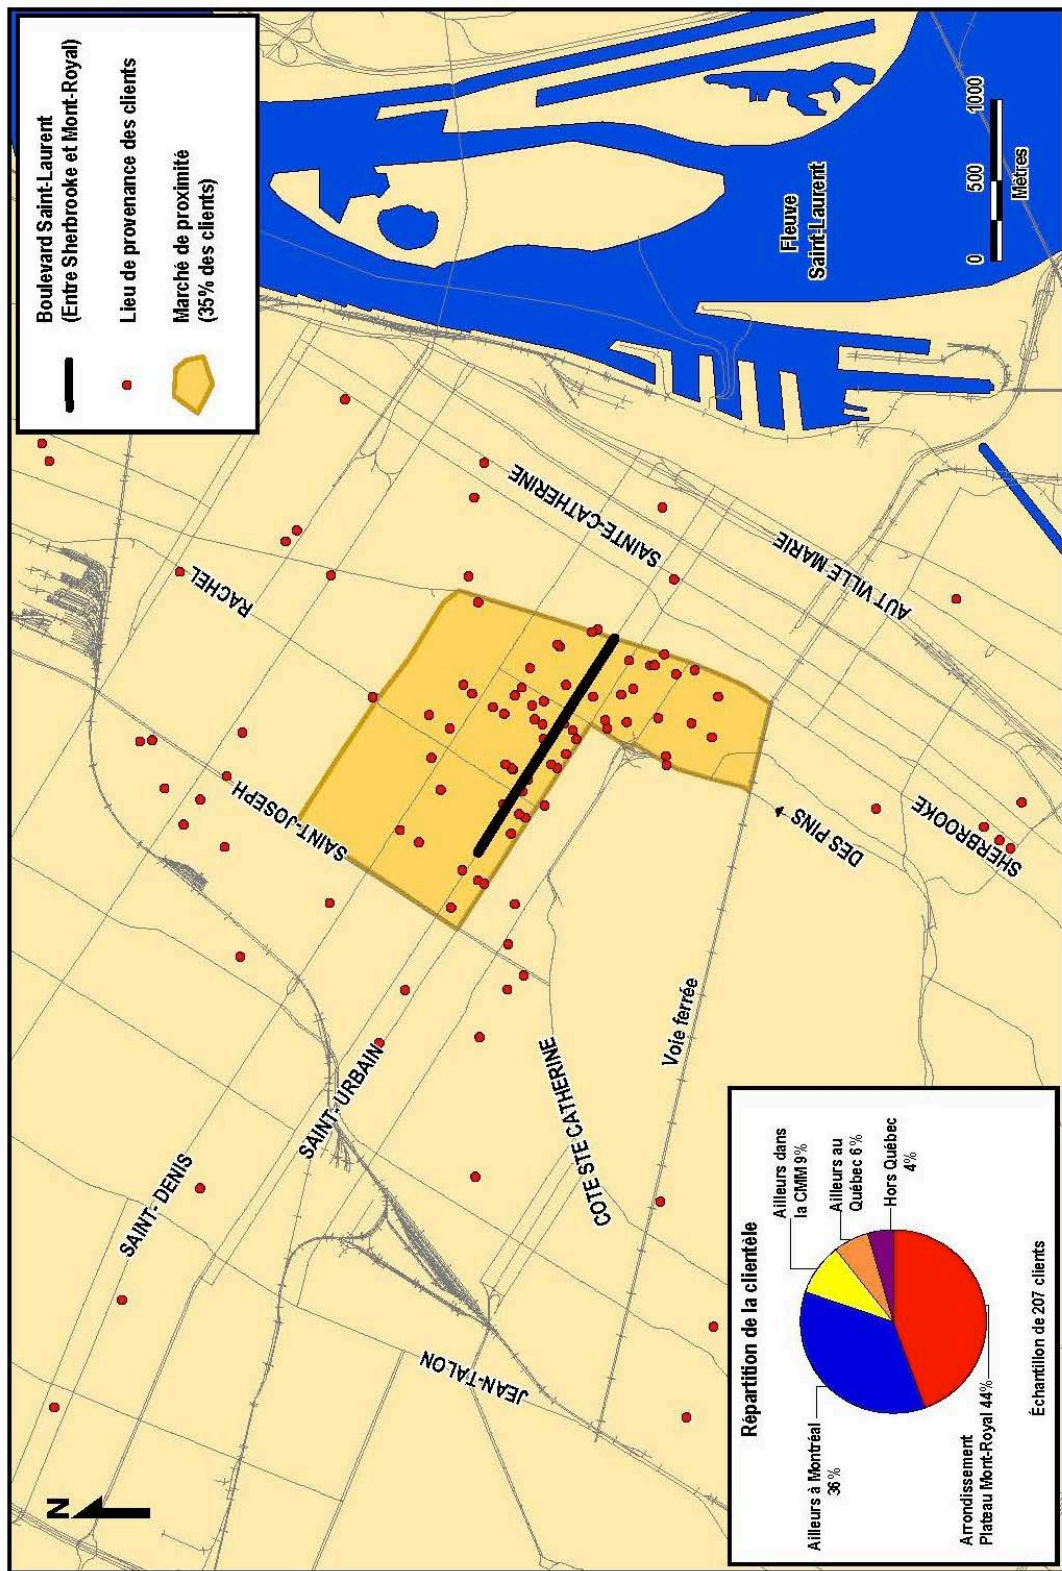 Boulevard Saint-Laurent
(Entre Sherbrooke et Mont-Royal)
Lieu de provenance des clients
Marché de proximité
(35% des clients)
N
SAINT- DENIS
SAINT- URBAIN
JEAN-TALON
SAINT-JOSEPH
RACHEL
COTE STE CATHERINE
Voie ferrée
DES PINS
SHERBROOKE
SAINTE-CATHERINE
AUT VILLE MARIE
Fleuve
Saint-Laurent
0 500 1000
Mètres
Répartition de la clientèle
Ailleurs à Montréal
36%
Ailleurs dans
la CMM 9%
Ailleurs au
Québec 6%
Hors Québec
4%
Arrondissement
Plateau Mont-Royal 44%
Échantillon de 207 clients